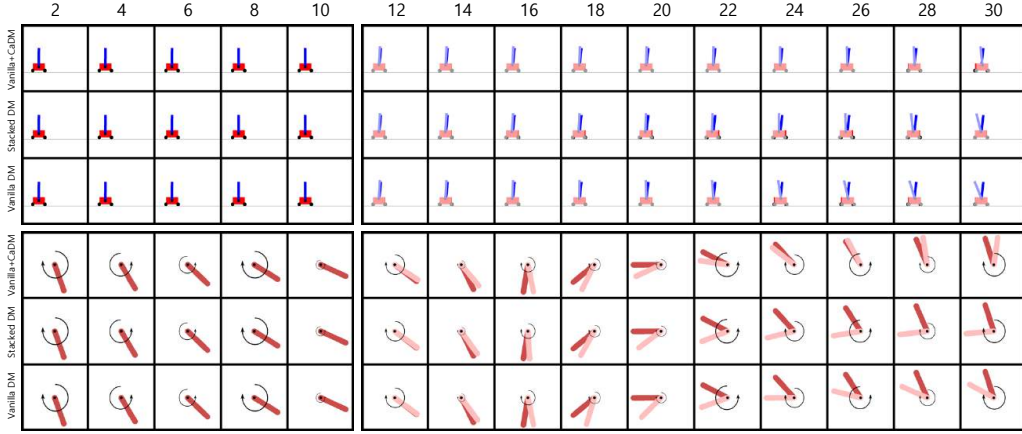 2 4 6 8 10 12 14 16 18 20 22 24 26 28 30
Vanilla+CaDM
Stacked DM
Vanilla DM
Vanilla+CaDM
Stacked DM
Vanilla DM